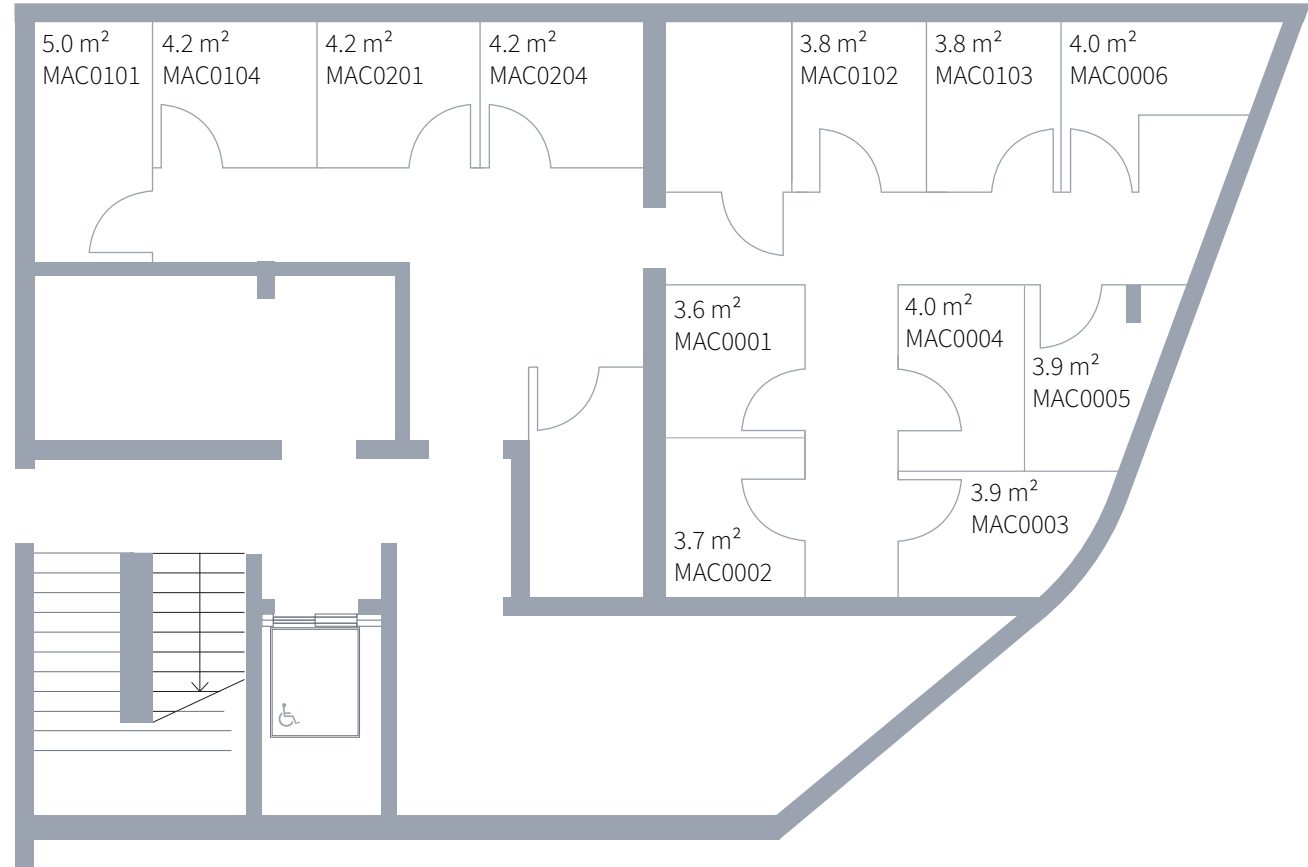 5.0 m²
MAC0101
4.2 m²
MAC0104
4.2 m²
MAC0201
4.2 m²
MAC0204
3.8 m²
MAC0102
3.8 m²
MAC0103
4.0 m²
MAC0006
3.6 m²
MAC0001
4.0 m²
MAC0004
3.9 m²
MAC0005
3.9 m²
MAC0003
3.7 m²
MAC0002